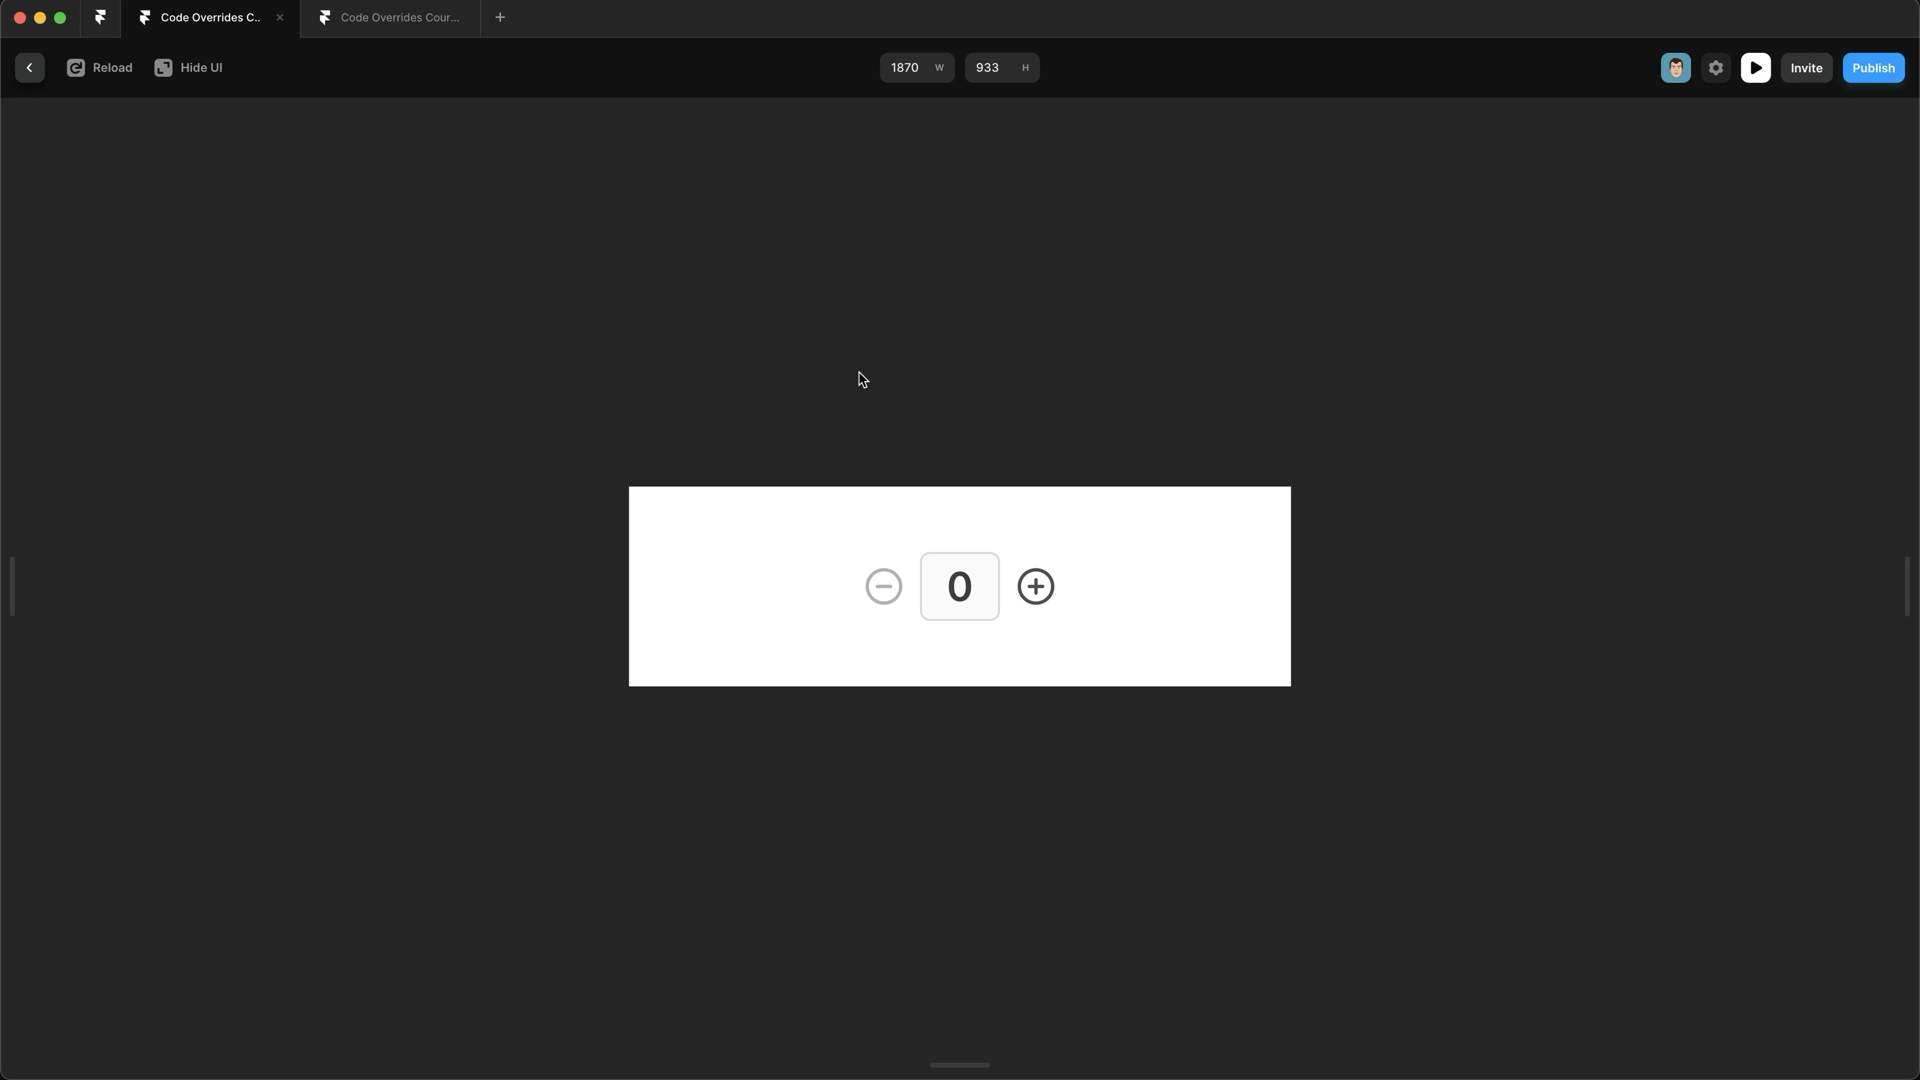 Code Overrides C..
Code Overrides Cour...
Reload
Hide UI
1870 W
933 H
Invite
Publish
0